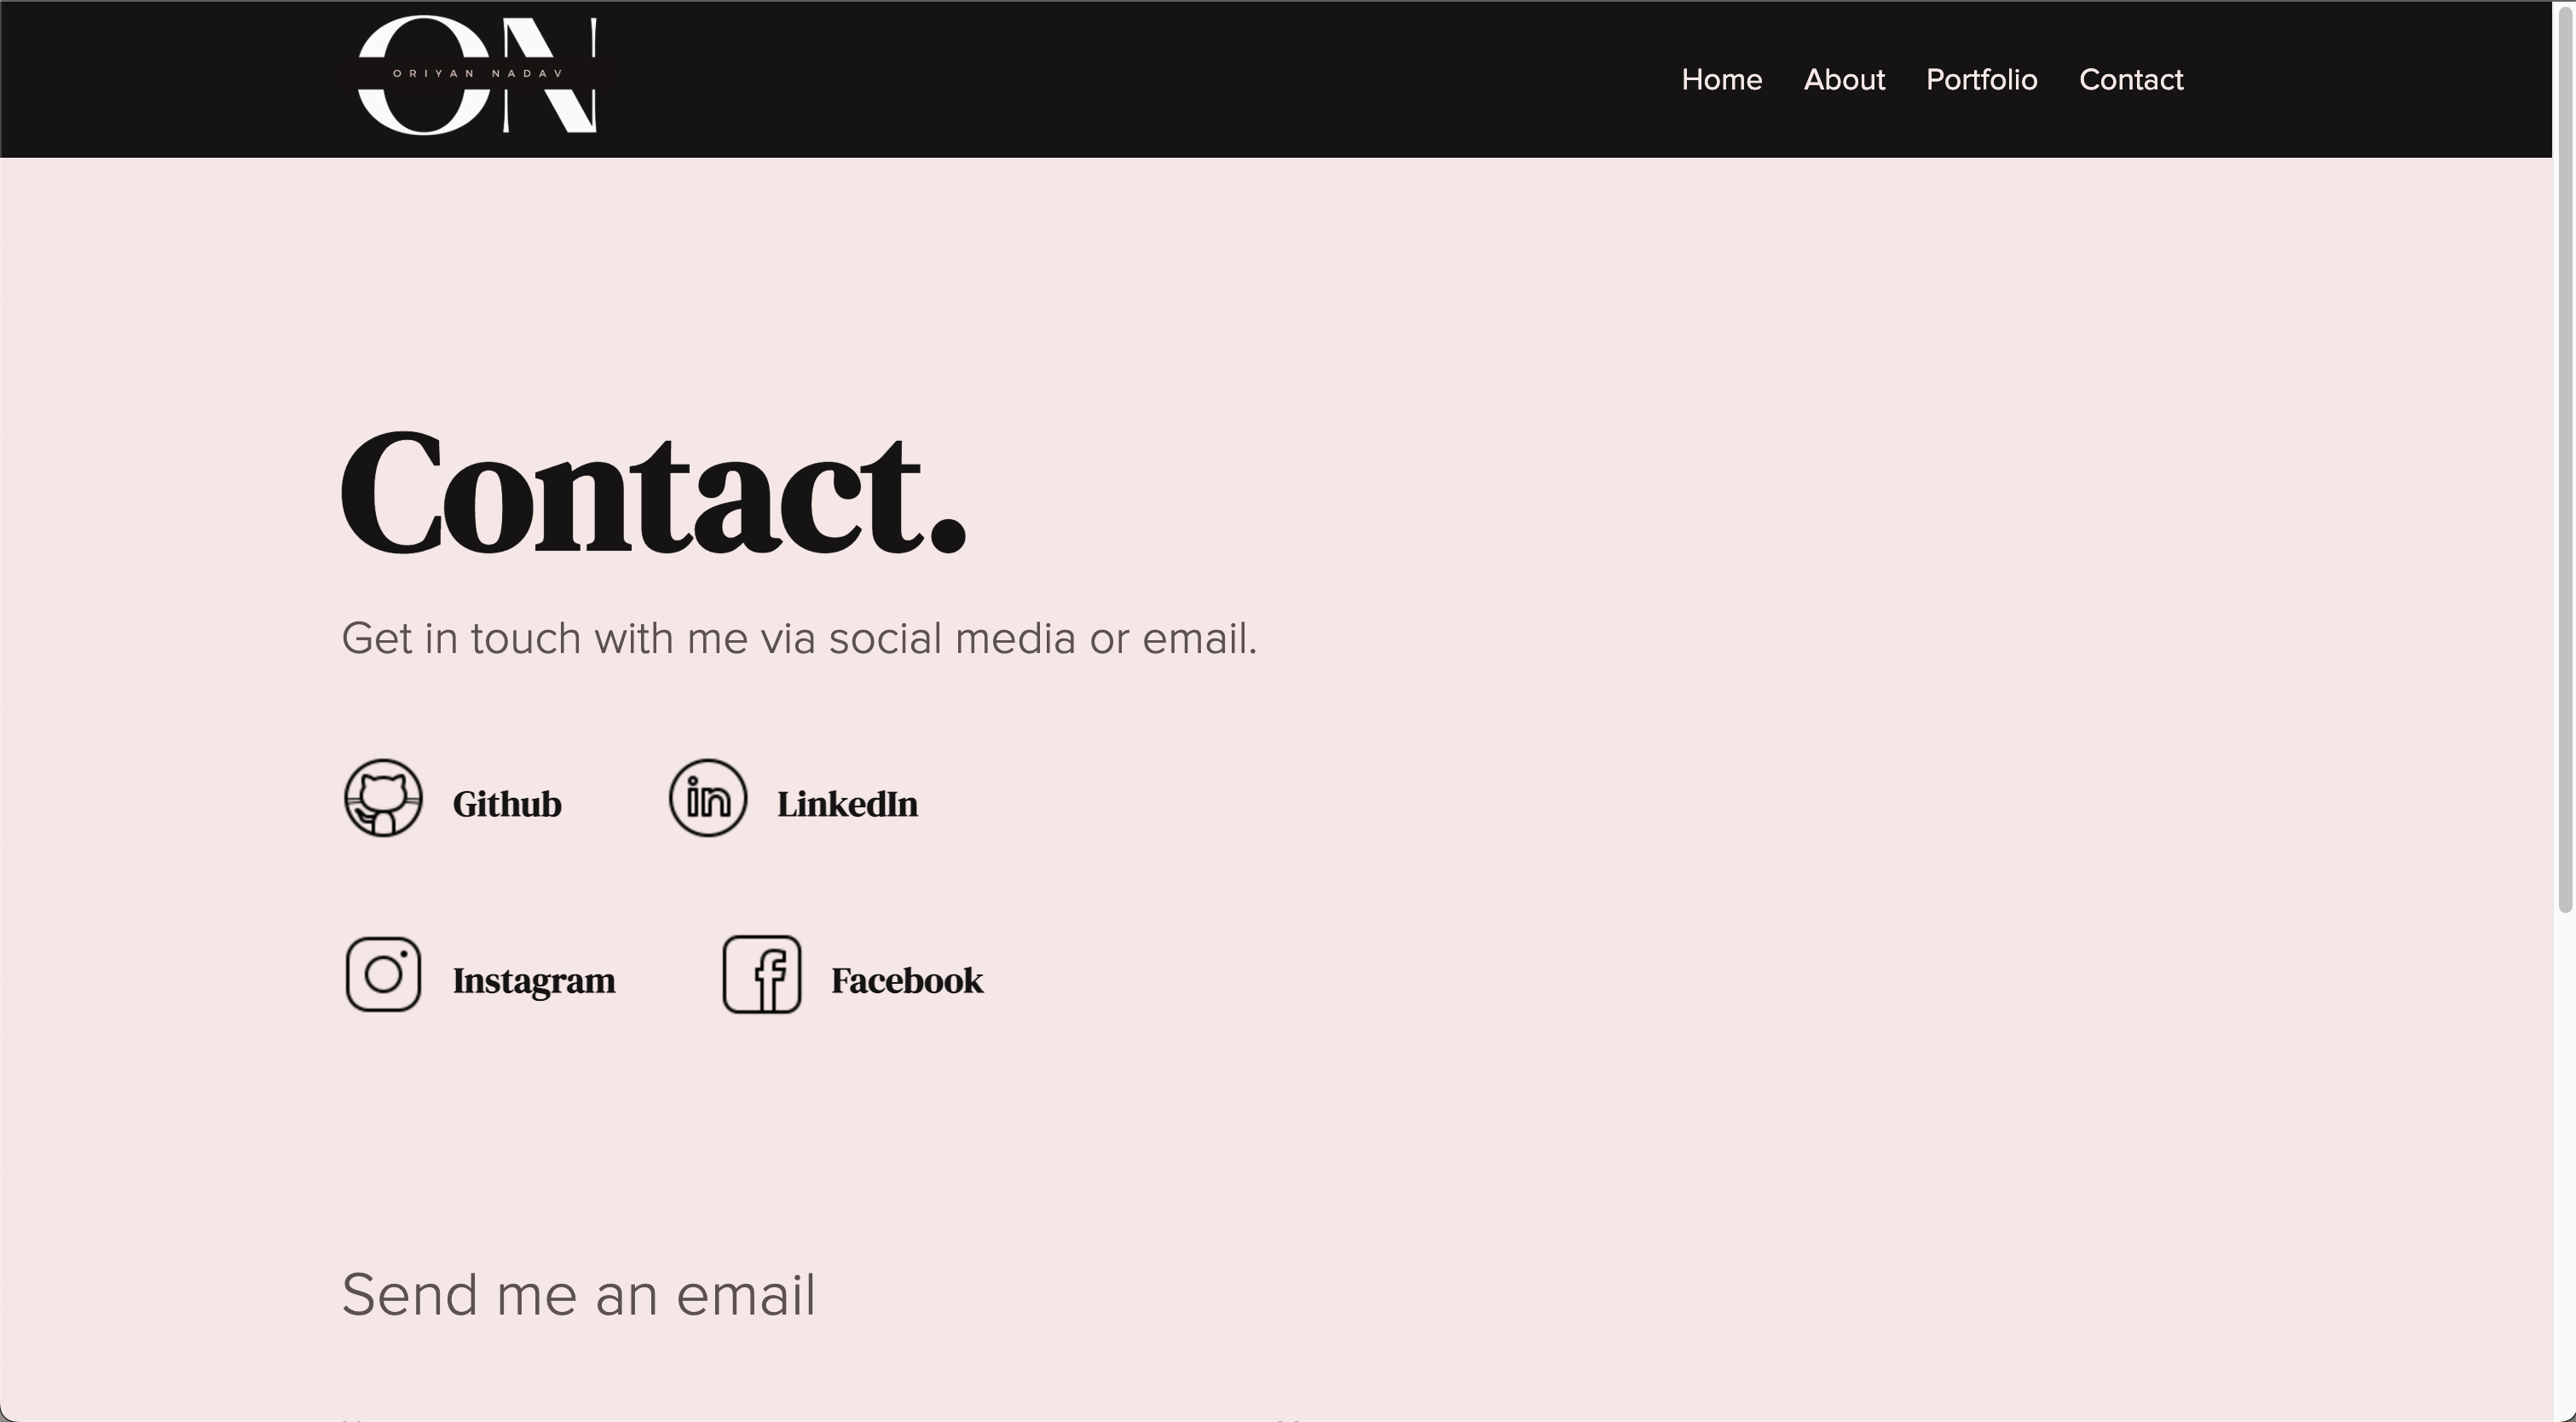 ON
ORIYAN NADAV
Home About Portfolio Contact
Contact.
Get in touch with me via social media or email.
Github LinkedIn
Instagram Facebook
Send me an email